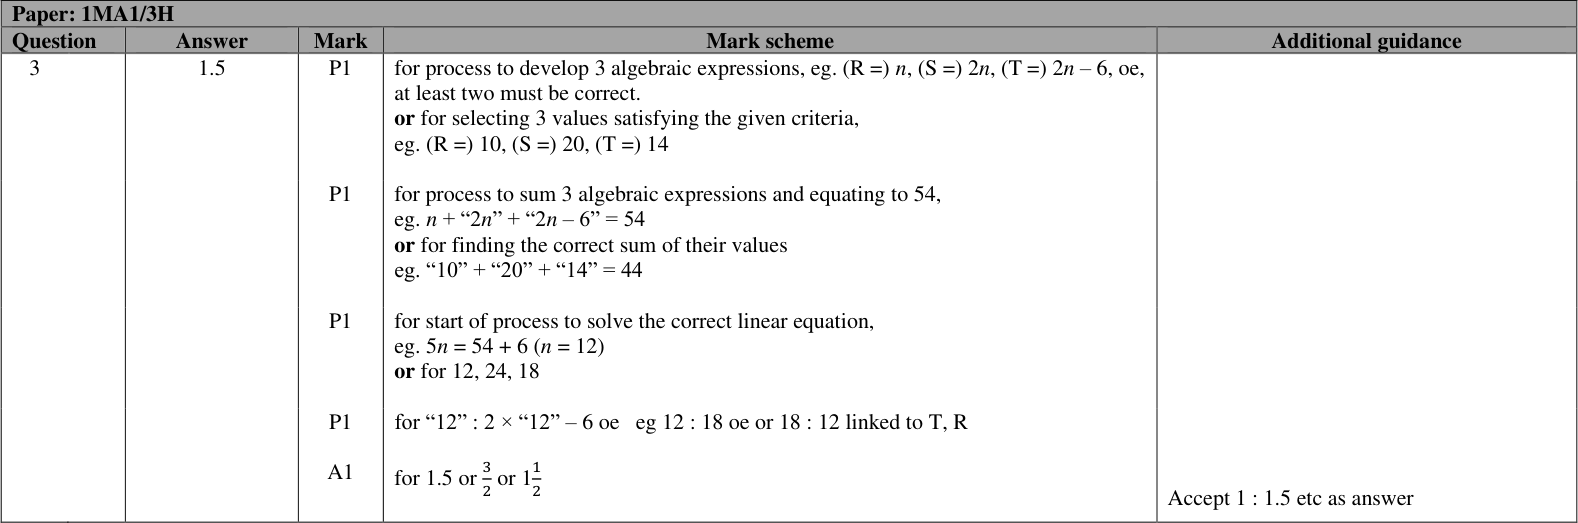 Paper: 1MA1/3H
Question Answer Mark Mark scheme Additional guidance
3 1.5 P1 for process to develop 3 algebraic expressions, eg. (R =) n, (S =) 2n, (T =) 2n – 6, oe,
at least two must be correct.
or for selecting 3 values satisfying the given criteria,
eg. (R =) 10, (S =) 20, (T =) 14
P1 for process to sum 3 algebraic expressions and equating to 54,
eg. n + “2n” + “2n – 6” = 54
or for finding the correct sum of their values
eg. “10” + “20” + “14” = 44
P1 for start of process to solve the correct linear equation,
eg. 5n = 54 + 6 (n = 12)
or for 12, 24, 18
P1 for “12” : 2 × “12” – 6 oe eg 12 : 18 oe or 18 : 12 linked to T, R
A1 for 1.5 or 3/2 or 1 1/2
Accept 1 : 1.5 etc as answer